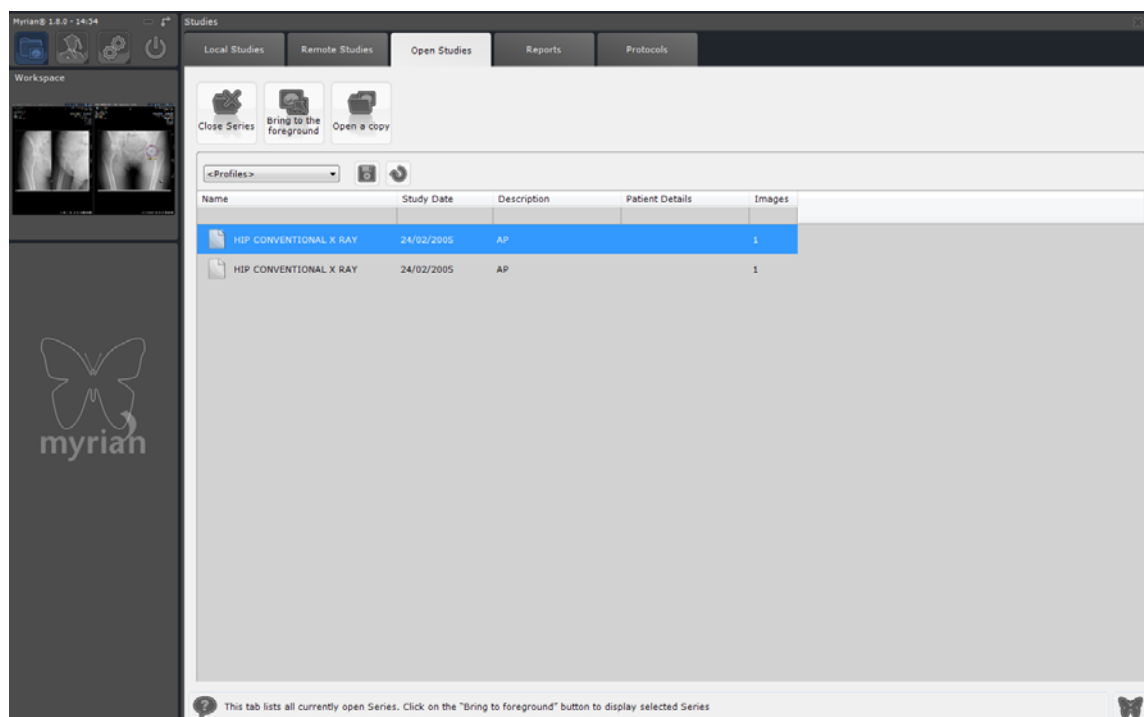 Myrian® 1.8.0 - 14:54
Studies
Local Studies
Remote Studies
Open Studies
Reports
Protocols
Workspace
Close Series
Bring to the
foreground
Open a copy
<Profiles>
Name Study Date Description Patient Details Images
HIP CONVENTIONAL X RAY 24/02/2005 AP 1
HIP CONVENTIONAL X RAY 24/02/2005 AP 1
myrian
This tab lists all currently open Series. Click on the "Bring to foreground" button to display selected Series